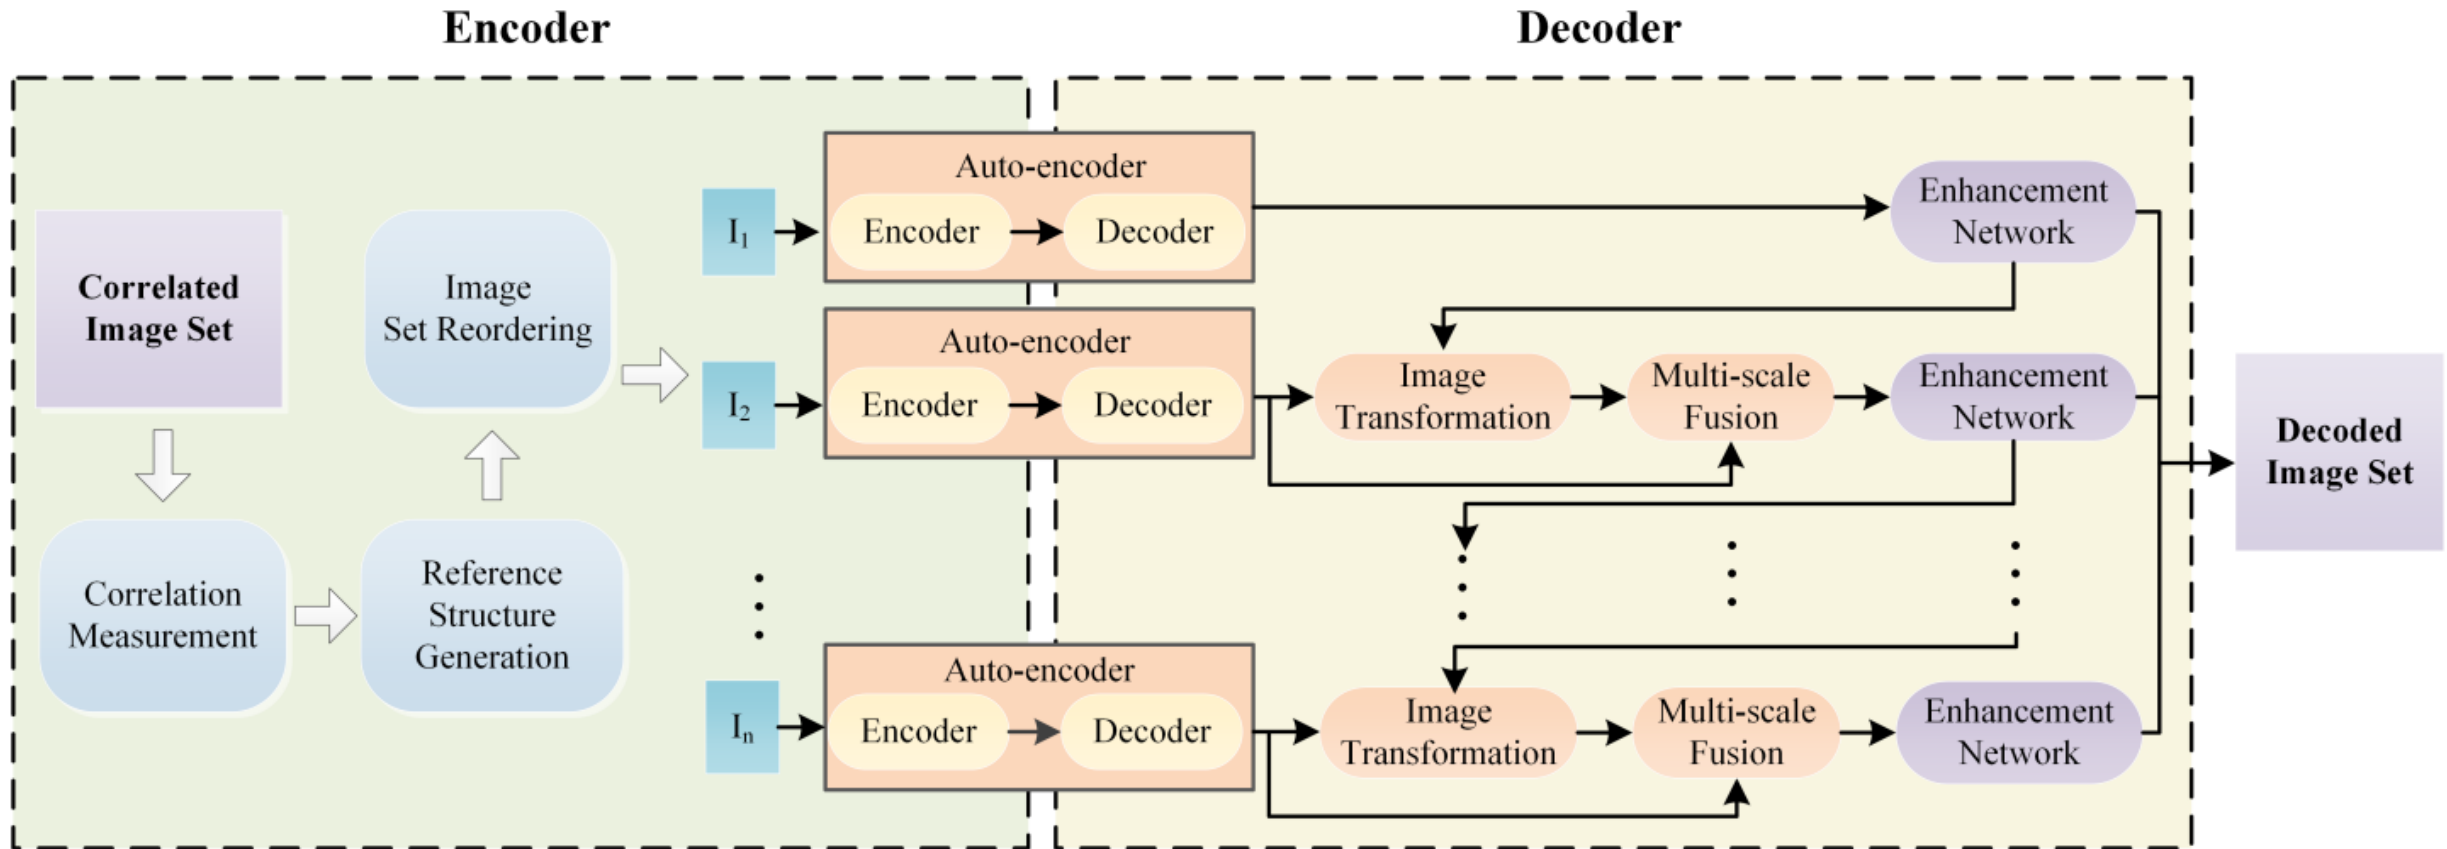 Encoder
Decoder
Correlated
Image Set
Correlation
Measurement
Reference
Structure
Generation
Image
Set Reordering
I1
Auto-encoder
Encoder
Decoder
Enhancement
Network
I2
Auto-encoder
Encoder
Decoder
Image
Transformation
Multi-scale
Fusion
Enhancement
Network
In
Auto-encoder
Encoder
Decoder
Image
Transformation
Multi-scale
Fusion
Enhancement
Network
Decoded
Image Set